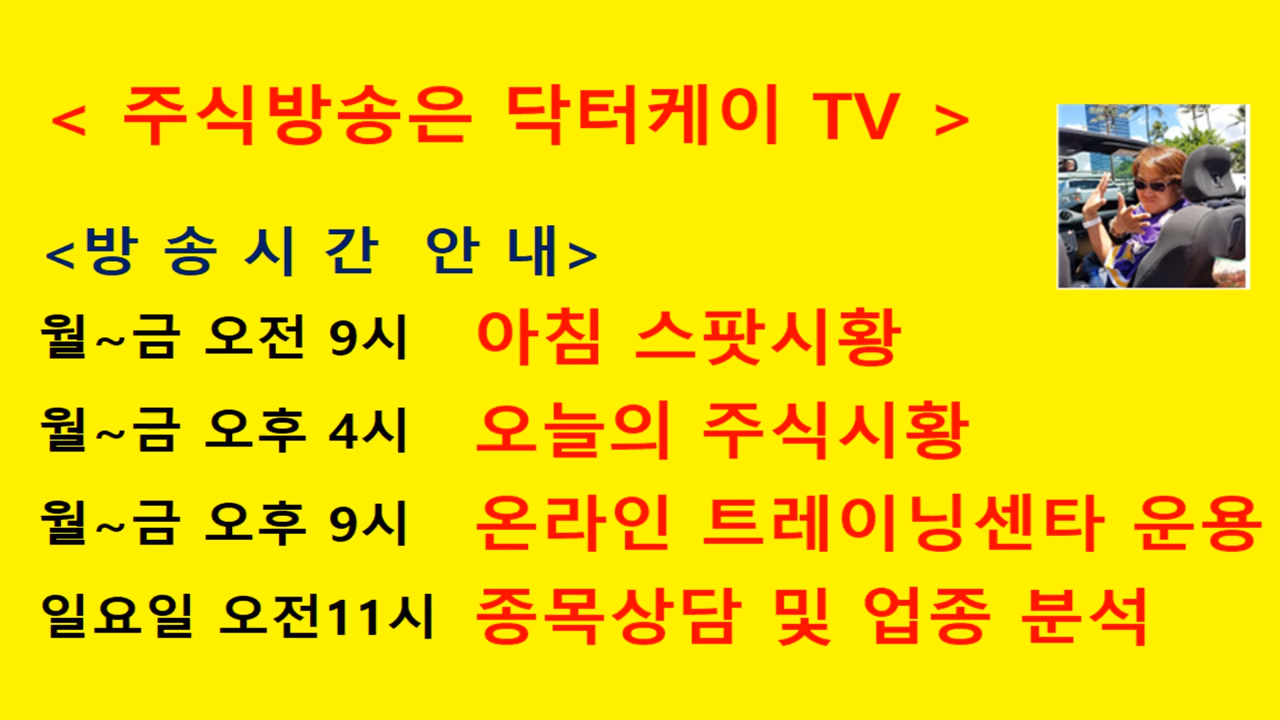 < 주식방송은 닥터케이 TV >
<방 송 시 간 안 내>
월~금 오전 9시 아침 스팟시황
월~금 오후 4시 오늘의 주식시황
월~금 오후 9시 온라인 트레이닝센타 운용
일요일 오전11시 종목상담 및 업종 분석